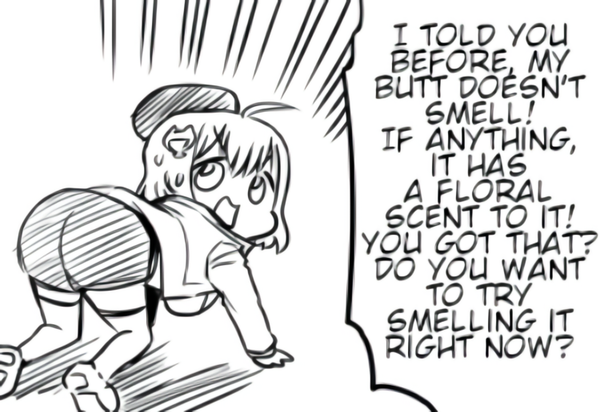 I TOLD YOU
BEFORE, MY
BUTT DOESN'T
SMELL!
IF ANYTHING,
IT HAS
A FLORAL
SCENT TO IT!
YOU GOT THAT?
DO YOU WANT
TO TRY
SMELLING IT
RIGHT NOW?